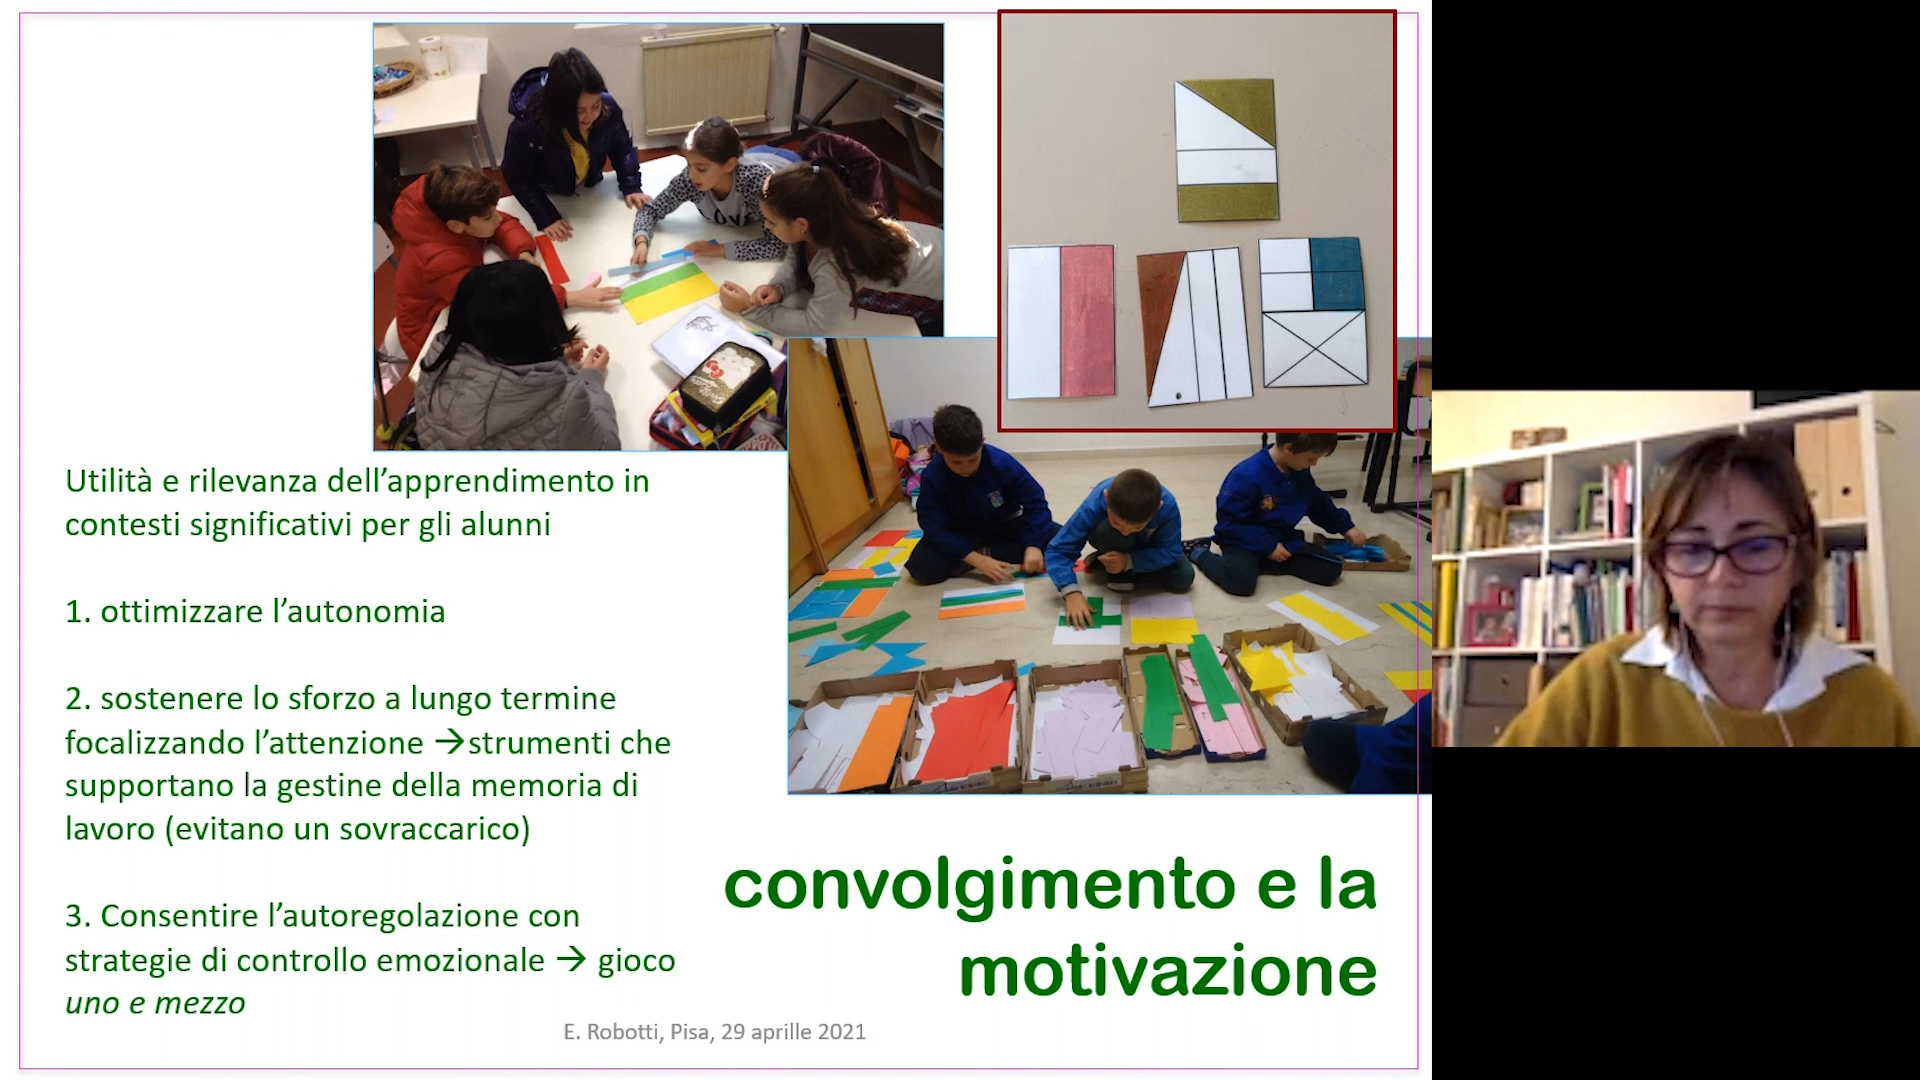 Utilità e rilevanza dell’apprendimento in
contesti significativi per gli alunni
1. ottimizzare l’autonomia
2. sostenere lo sforzo a lungo termine
focalizzando l’attenzione →strumenti che
supportano la gestine della memoria di
lavoro (evitano un sovraccarico)
3. Consentire l’autoregolazione con
strategie di controllo emozionale → gioco
uno e mezzo
convolgimento e la
motivazione
E. Robotti, Pisa, 29 aprille 2021